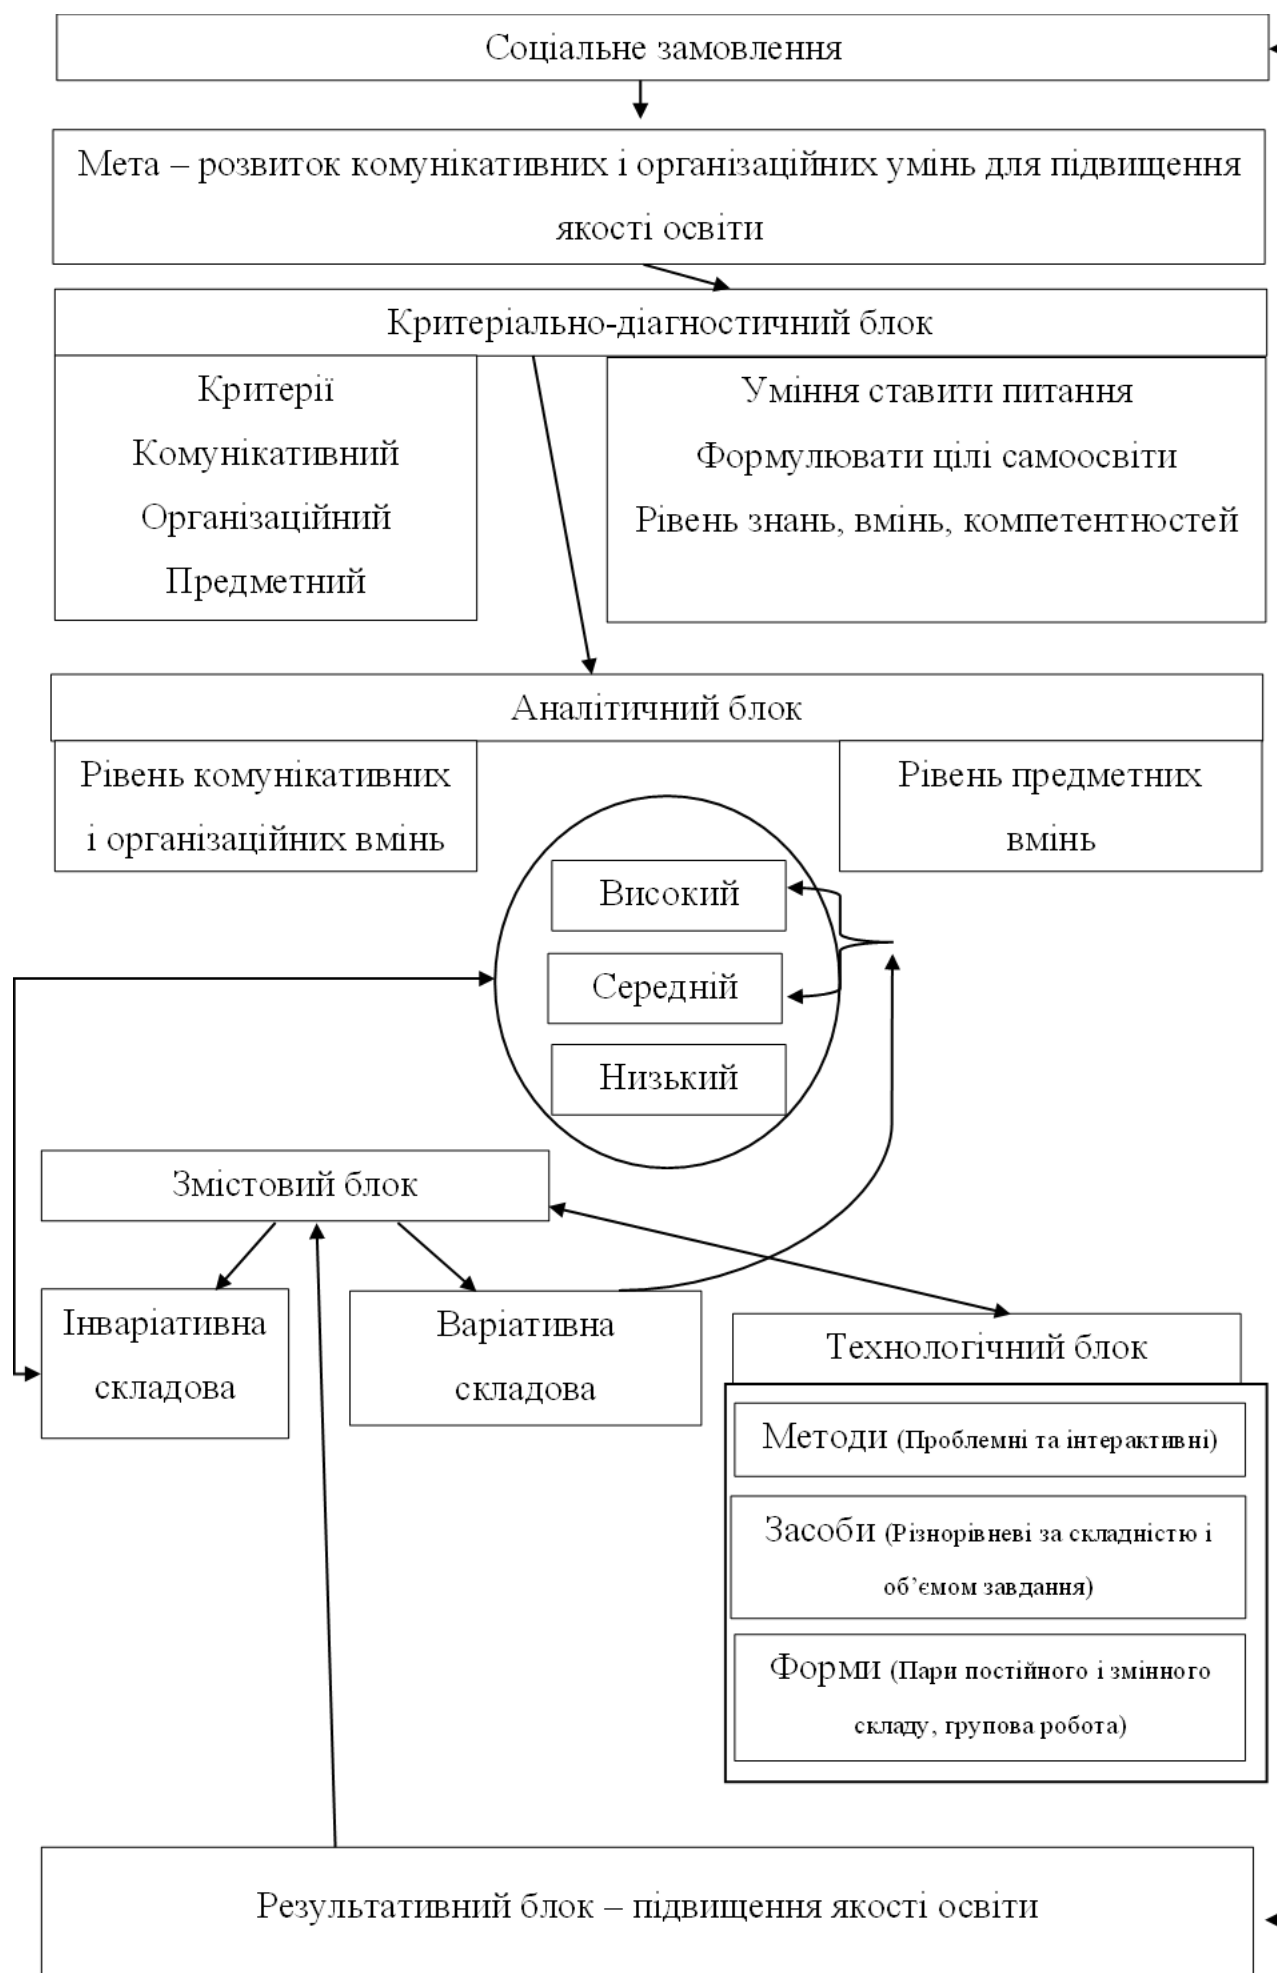 Соціальне замовлення
Мета – розвиток комунікативних і організаційних умінь для підвищення
якості освіти
Критеріально-діагностичний блок
Критерії
Комунікативний
Організаційний
Предметний
Уміння ставити питання
Формулювати цілі самоосвіти
Рівень знань, вмінь, компетентностей
Аналітичний блок
Рівень комунікативних
і організаційних вмінь
Рівень предметних
вмінь
Високий
Середній
Низький
Змістовий блок
Інваріативна
складова
Варіативна
складова
Технологічний блок
Методи (Проблемні та інтерактивні)
Засоби (Різнорівневі за складністю і
об’ємом завдання)
Форми (Пари постійного і змінного
складу, групова робота)
Результативний блок – підвищення якості освіти